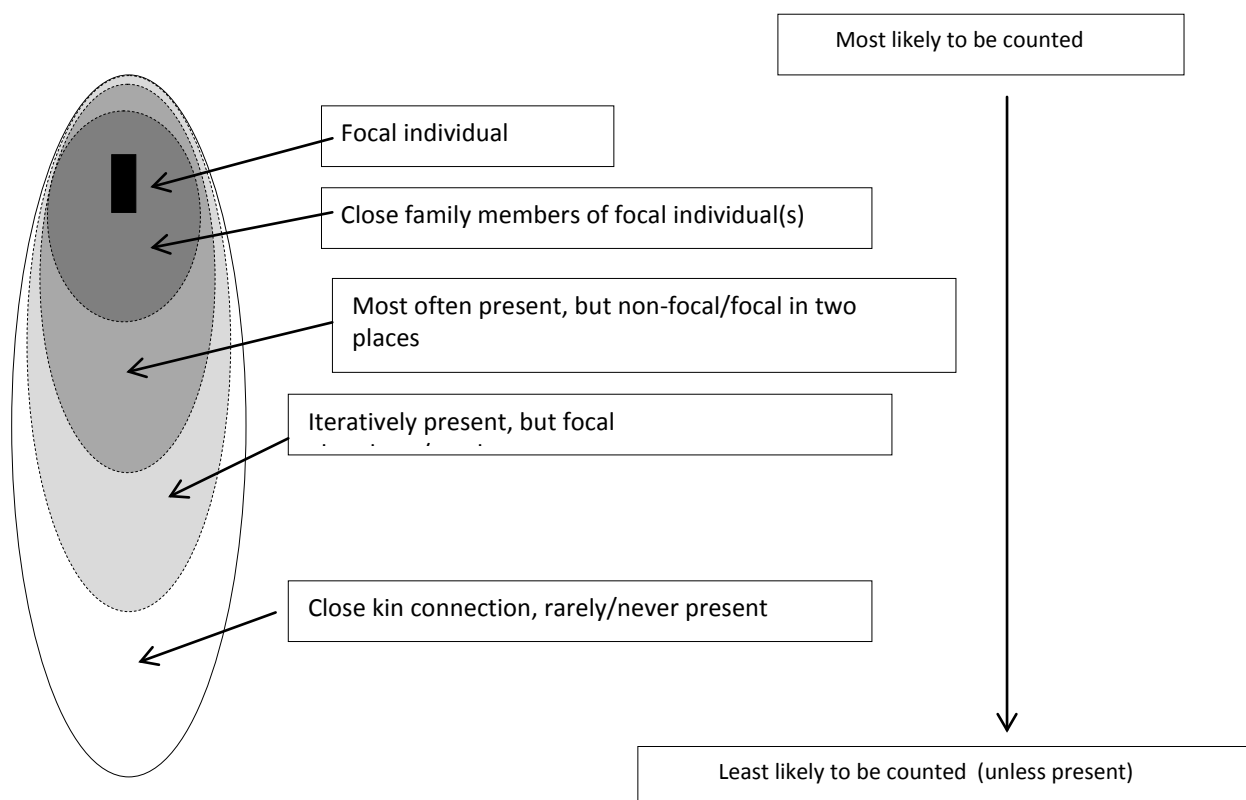 Most likely to be counted
Focal individual
Close family members of focal individual(s)
Most often present, but non-focal/focal in two
places
Iteratively present, but focal
Close kin connection, rarely/never present
Least likely to be counted (unless present)